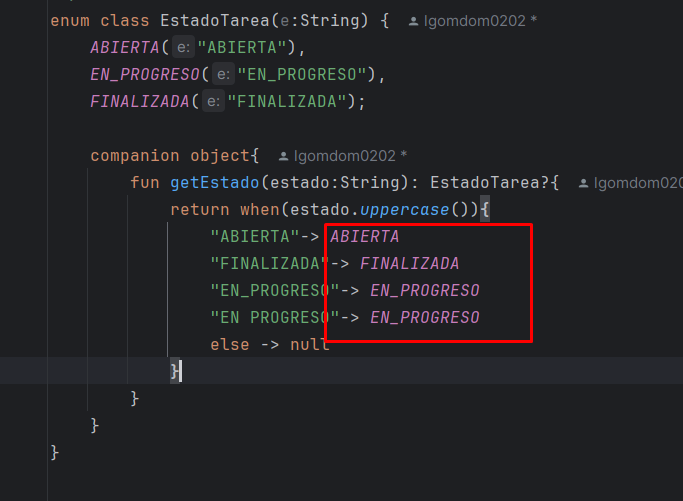 enum class EstadoTarea(e:String) { lgomdom0202 *
ABIERTA( e: "ABIERTA"),
EN_PROGRESO( e: "EN_PROGRESO"),
FINALIZADA( e: "FINALIZADA");
companion object{ lgomdom0202 *
fun getEstado(estado:String): EstadoTarea?{ lgomdom0202
return when(estado.uppercase()){
"ABIERTA"-> ABIERTA
"FINALIZADA"-> FINALIZADA
"EN_PROGRESO"-> EN_PROGRESO
"EN PROGRESO"-> EN_PROGRESO
else -> null
}
}
}
}